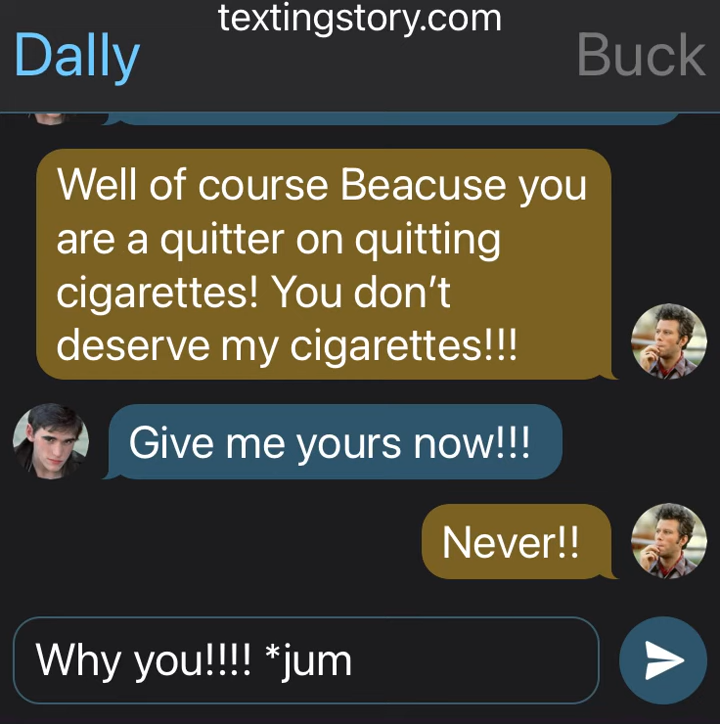 textingstory.com
Dally
Buck
Well of course Beacuse you
are a quitter on quitting
cigarettes! You don’t
deserve my cigarettes!!!
Give me yours now!!!
Never!!
Why you!!!! *jum